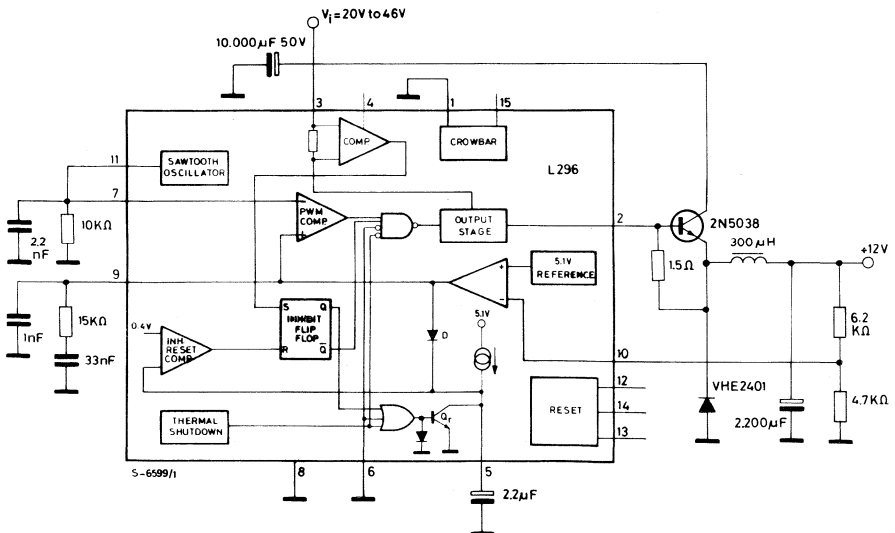 Vi = 20V to 46V
10.000µF 50V
3
4
1
15
COMP
CROWBAR
L296
11
SAWTOOTH
OSCILLATOR
7
PWM
COMP
OUTPUT
STAGE
2
2N5038
300µH
+12V
10KΩ
2.2
nF
5.1V
REFERENCE
1.5Ω
9
+
-
+
15KΩ
1nF
33nF
0.4V
INH.
RESET
COMP.
S Q
INHIBIT
FLIP
FLOP
R Q̅
D
5.1V
6.2
KΩ
10
12
RESET
14
13
VHE2401
4.7KΩ
2.200µF
THERMAL
SHUTDOWN
Qr
S-6599/1
8
6
5
2.2µF